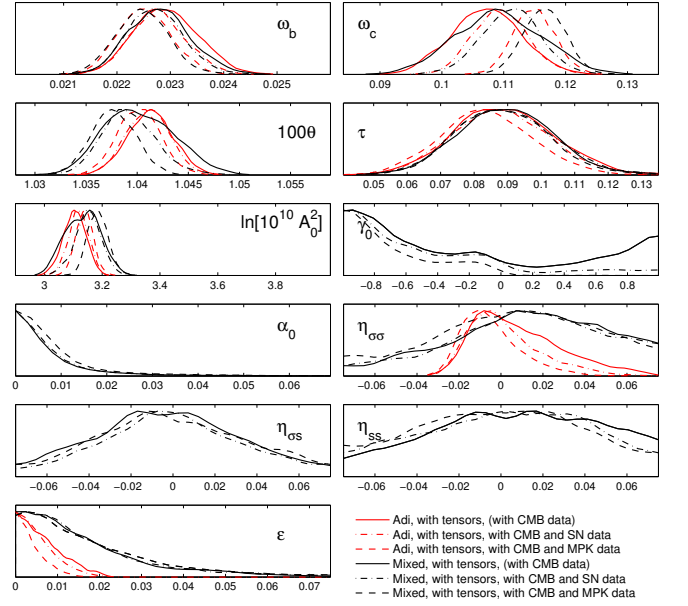 ω_b
0.021 0.022 0.023 0.024 0.025
ω_c
0.09 0.1 0.11 0.12 0.13
100θ
1.03 1.035 1.04 1.045 1.05 1.055
τ
0.05 0.06 0.07 0.08 0.09 0.1 0.11 0.12 0.13
ln[10^10 A_0^2]
3 3.2 3.4 3.6 3.8
γ_0
−0.8 −0.6 −0.4 −0.2 0 0.2 0.4 0.6 0.8
α_0
0 0.01 0.02 0.03 0.04 0.05 0.06
η_σσ
−0.06 −0.04 −0.02 0 0.02 0.04 0.06
η_σs
−0.06 −0.04 −0.02 0 0.02 0.04 0.06
η_ss
−0.06 −0.04 −0.02 0 0.02 0.04 0.06
ε
0 0.01 0.02 0.03 0.04 0.05 0.06 0.07
Adi, with tensors, (with CMB data)
Adi, with tensors, with CMB and SN data
Adi, with tensors, with CMB and MPK data
Mixed, with tensors, (with CMB data)
Mixed, with tensors, with CMB and SN data
Mixed, with tensors, with CMB and MPK data